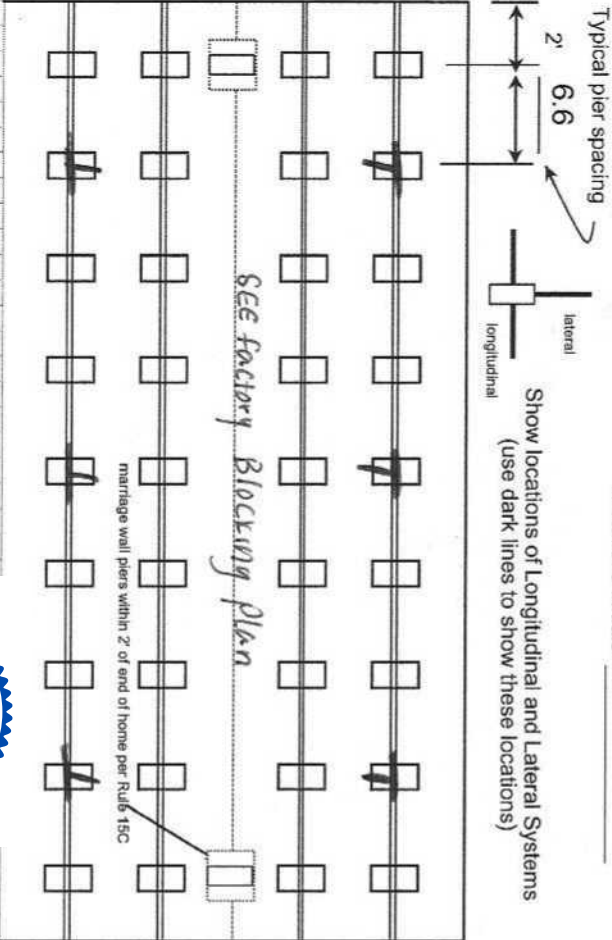 Typical pier spacing
2'
6.6
lateral
longitudinal
Show locations of Longitudinal and Lateral Systems
(use dark lines to show these locations)
SEE factory Blocking Plan
marriage wall piers within 2' of end of home per Rule 15C